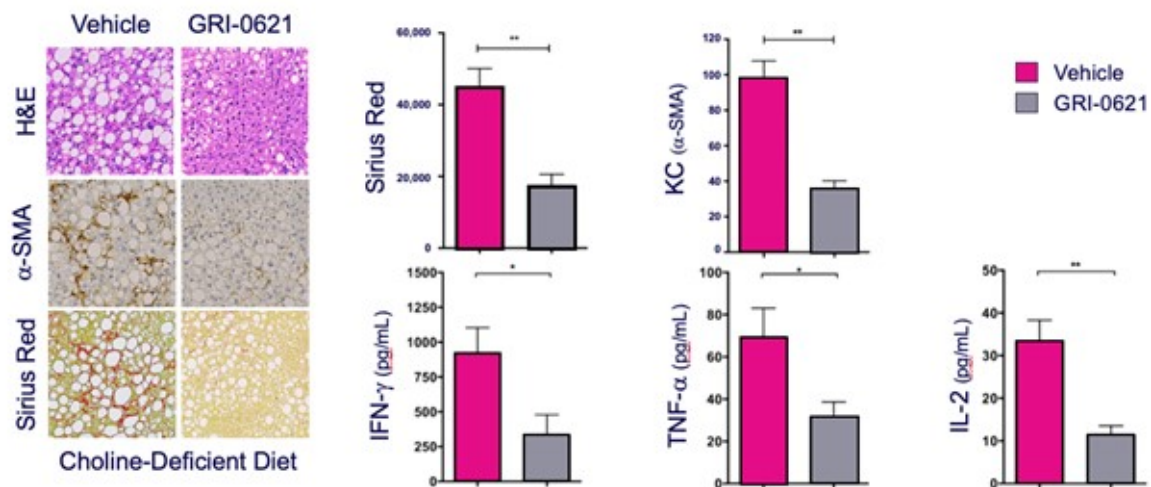 Vehicle GRI-0621
H&E
α-SMA
Sirius Red
Choline-Deficient Diet
Sirius Red
60,000
40,000
20,000
0
**
KC (α-SMA)
120
100
80
60
40
20
0
**
Vehicle
GRI-0621
IFN-γ (pg/mL)
1500
1250
1000
750
500
250
0
*
TNF-α (pg/mL)
100
80
60
40
20
0
*
IL-2 (pg/mL)
50
40
30
20
10
0
**